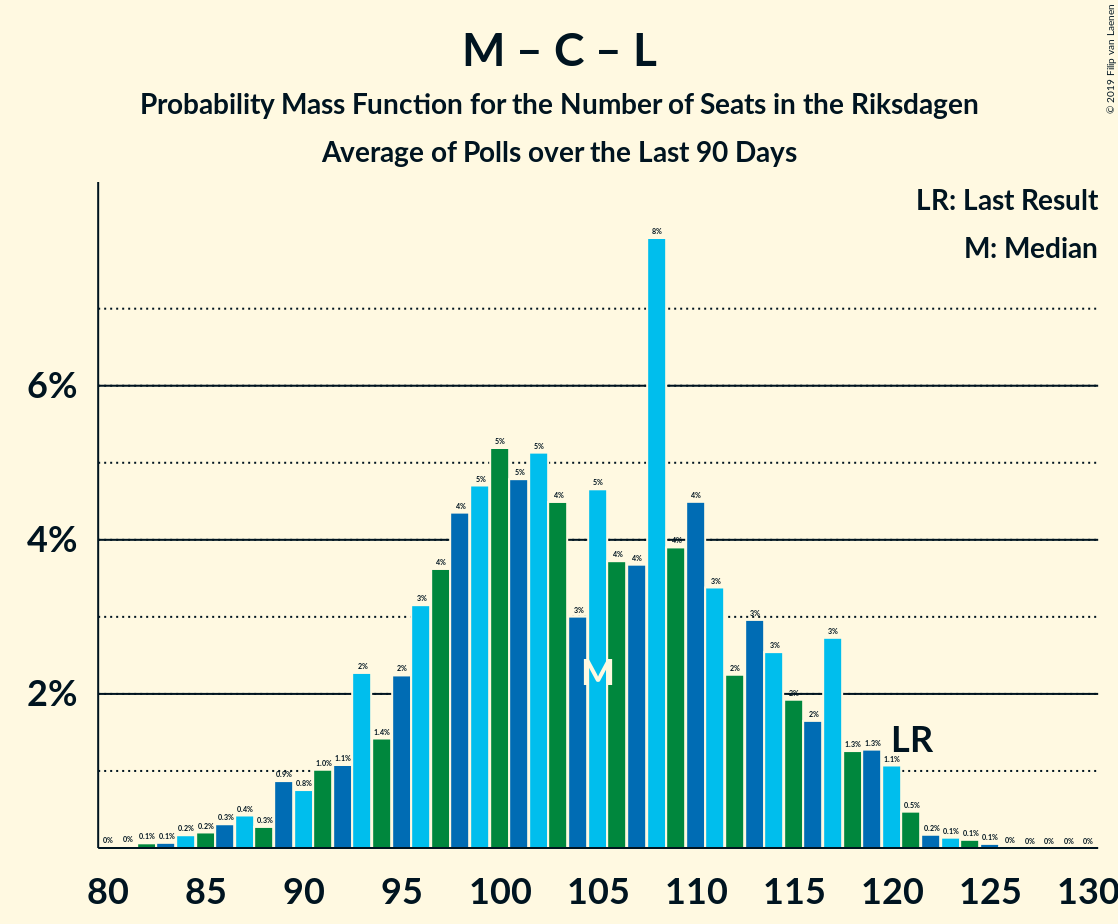 M – C – L
Probability Mass Function for the Number of Seats in the Riksdagen
Average of Polls over the Last 90 Days
© 2019 Filip van Laenen
LR: Last Result
M: Median
6%
4%
2%
0% 0% 0.1% 0.1% 0.2% 0.2% 0.3% 0.4% 0.3% 0.9% 0.8% 1.0% 1.1% 2% 1.4% 2% 3% 4% 4% 5% 5% 5% 5% 4% 3% 5% 4% 4% 8% 4% 4% 3% 2% 3% 3% 2% 2% 3% 1.3% 1.3% 1.1% 0.5% 0.2% 0.1% 0.1% 0.1% 0% 0% 0% 0% 0%
M
LR
80 85 90 95 100 105 110 115 120 125 130